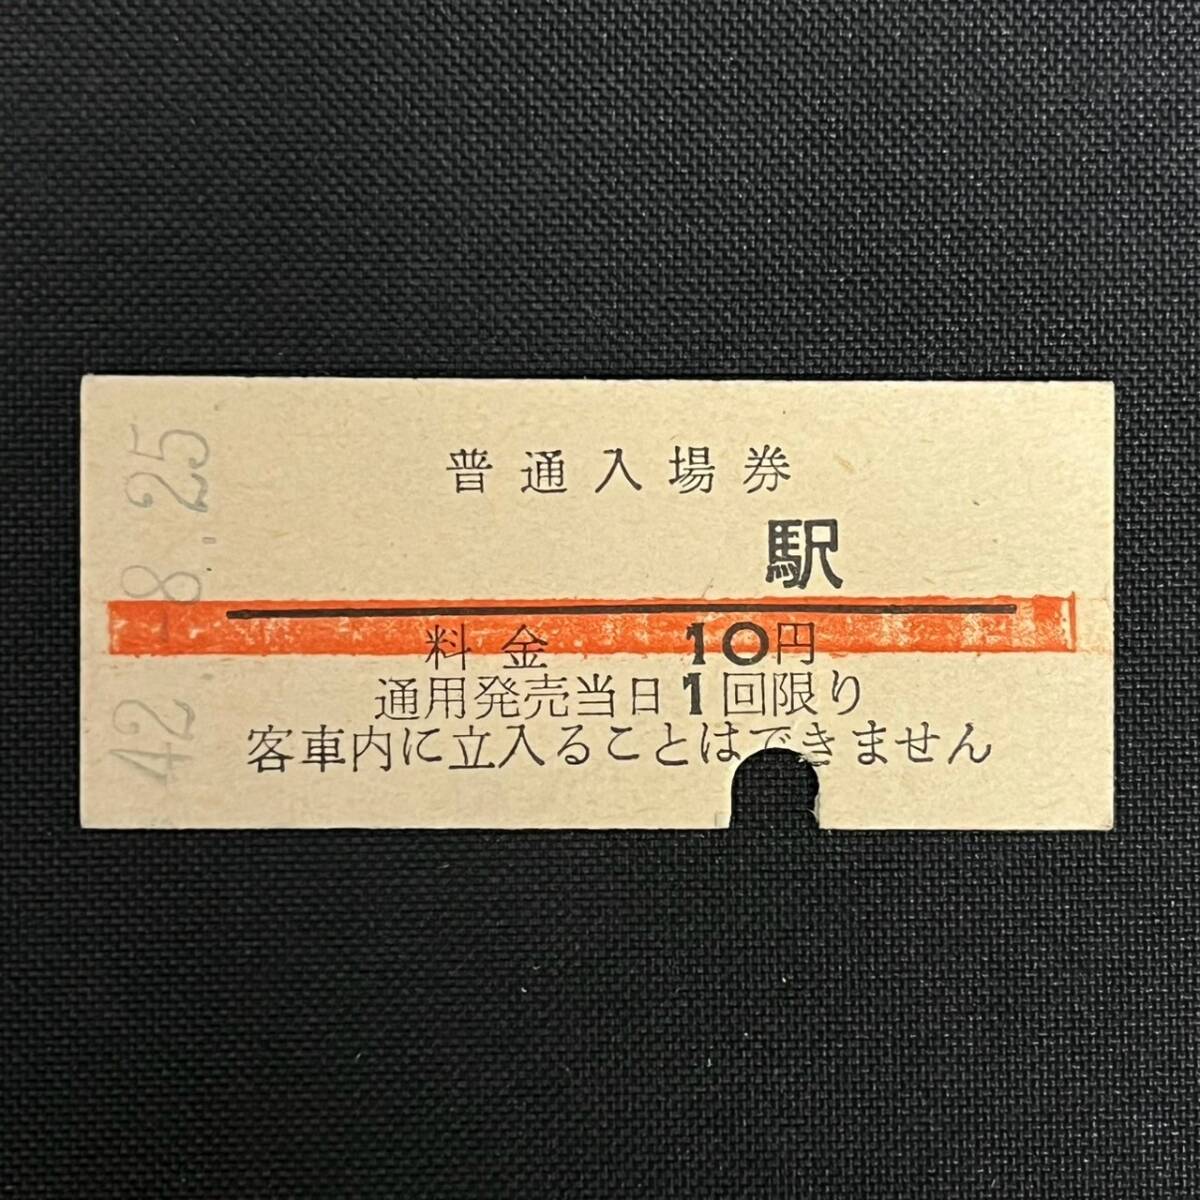 普通入場券
駅
料金 10円
通用発売当日1回限り
客車内に立入ることはできません
42.-8.25